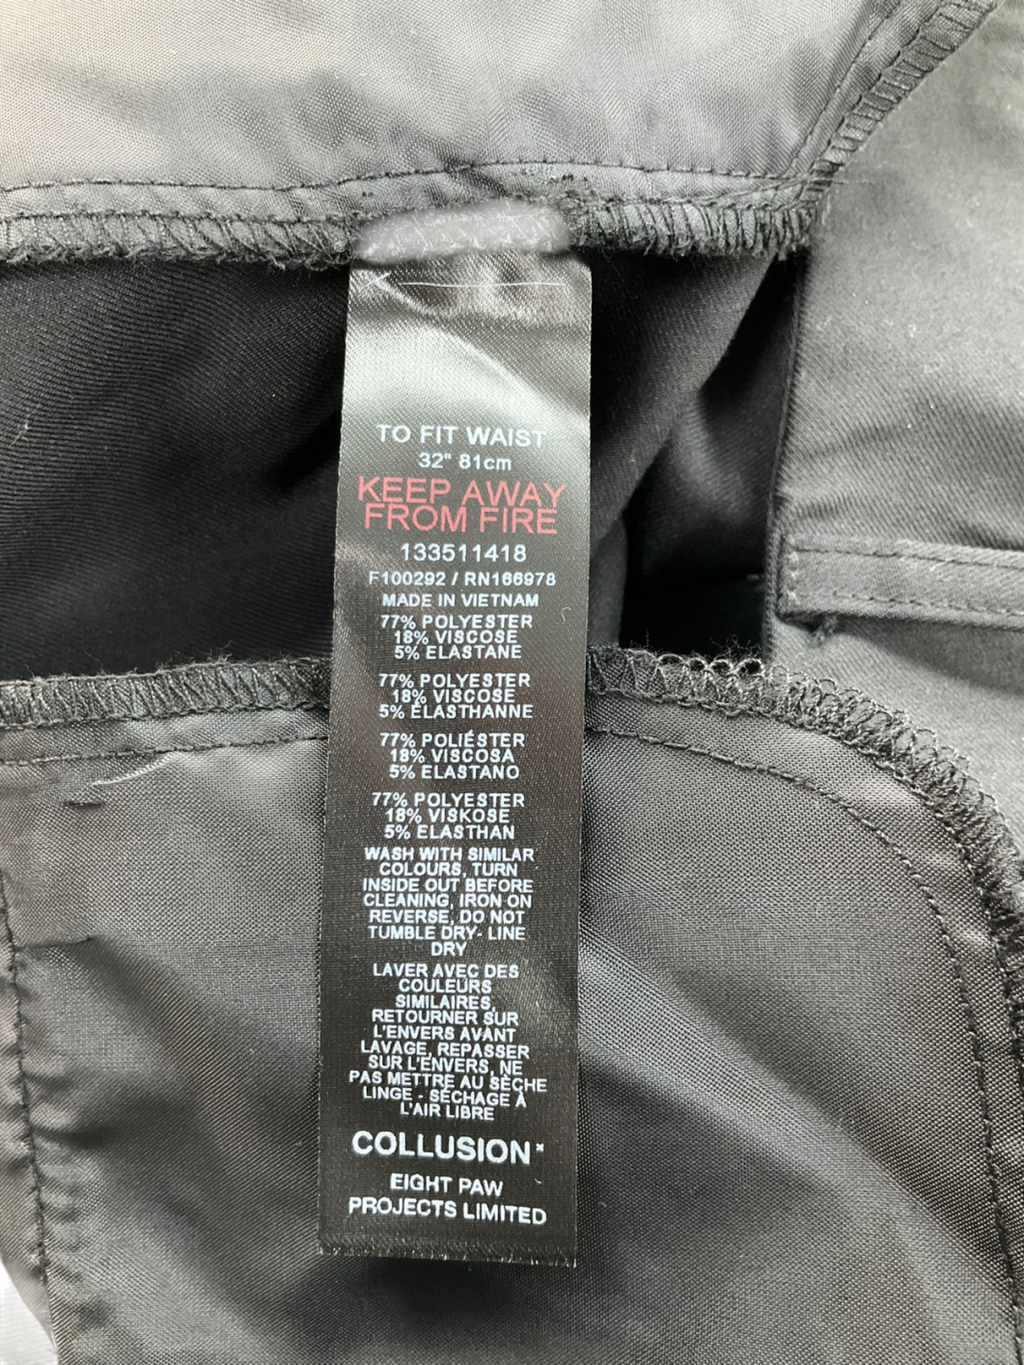 TO FIT WAIST
32" 81cm
KEEP AWAY
FROM FIRE
133511418
F100292 / RN166978
MADE IN VIETNAM
77% POLYESTER
18% VISCOSE
5% ELASTANE
77% POLYESTER
18% VISCOSE
5% ÉLASTHANNE
77% POLIÉSTER
18% VISCOSA
5% ELASTANO
77% POLYESTER
18% VISKOSE
5% ELASTHAN
WASH WITH SIMILAR
COLOURS, TURN
INSIDE OUT BEFORE
CLEANING, IRON ON
REVERSE, DO NOT
TUMBLE DRY- LINE
DRY
LAVER AVEC DES
COULEURS
SIMILAIRES,
RETOURNER SUR
L'ENVERS AVANT
LAVAGE, REPASSER
SUR L'ENVERS, NE
PAS METTRE AU SÈCHE
LINGE - SÉCHAGE À
L'AIR LIBRE
COLLUSION×
EIGHT PAW
PROJECTS LIMITED